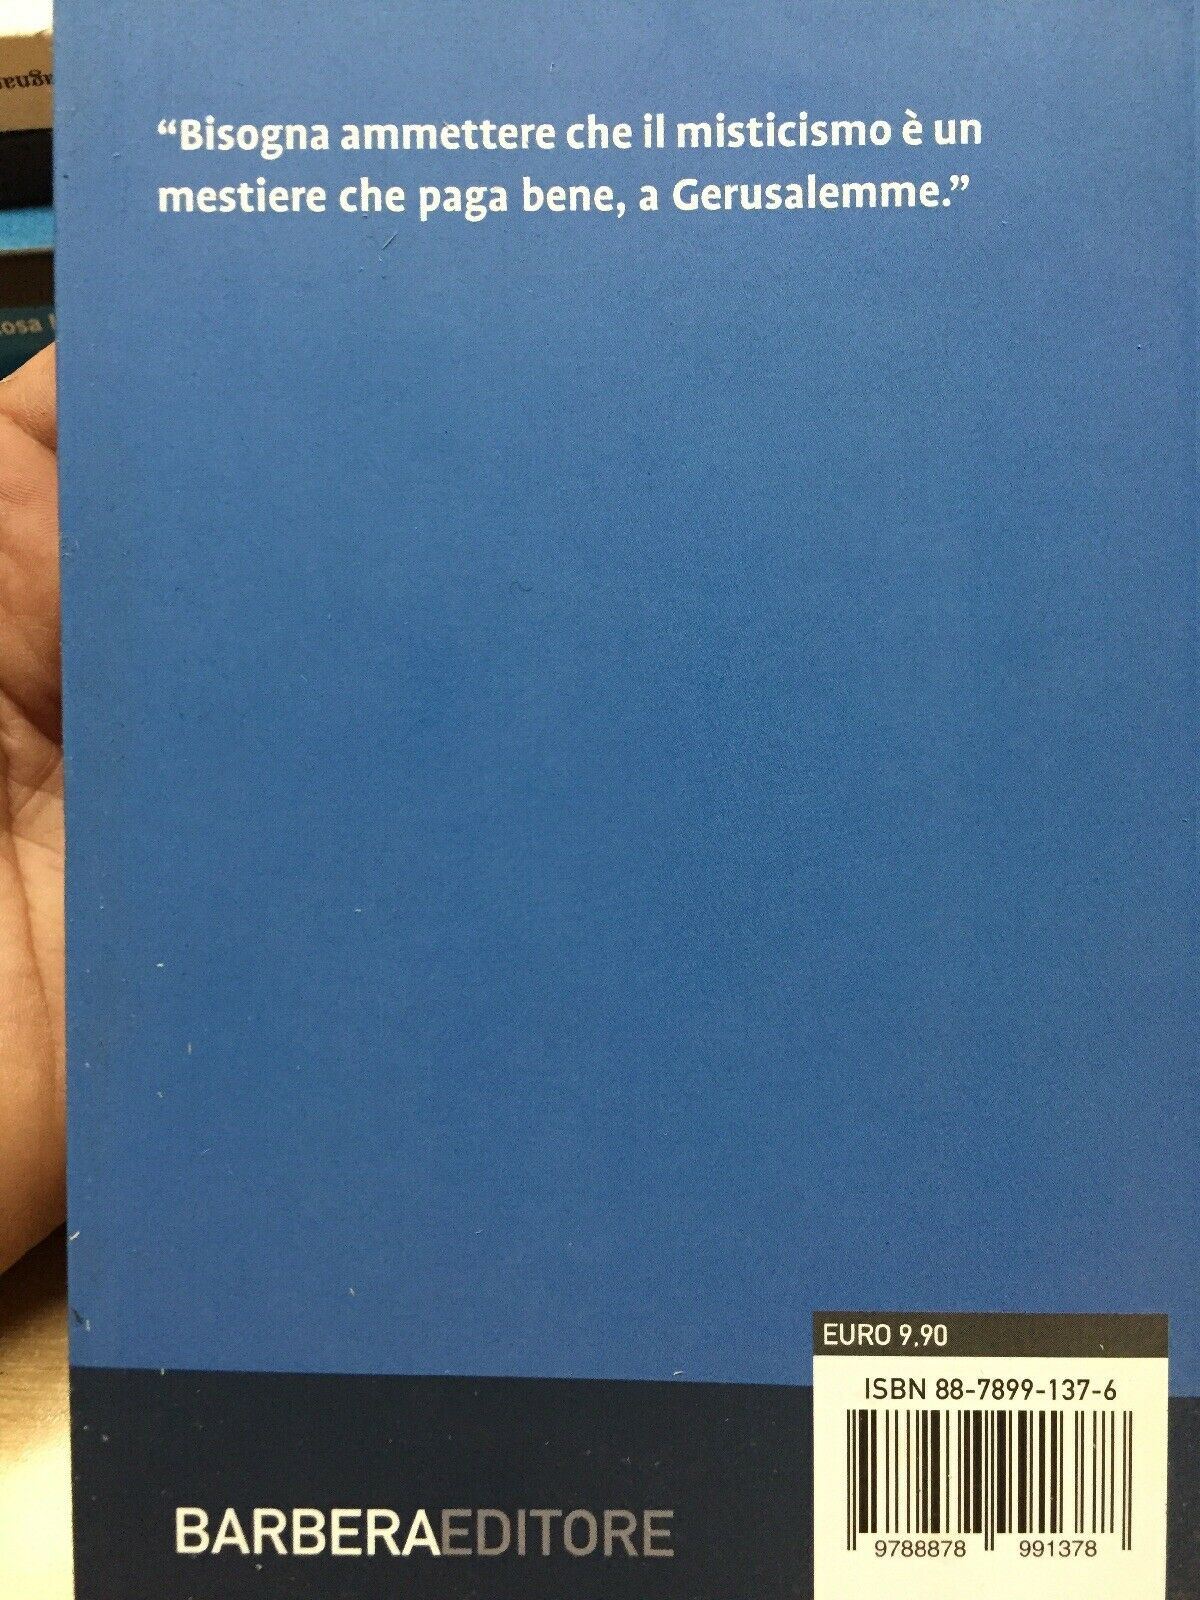 “Bisogna ammettere che il misticismo è un
mestiere che paga bene, a Gerusalemme.”
EURO 9,90
ISBN 88-7899-137-6
9788878 991378
BARBERAEDITORE